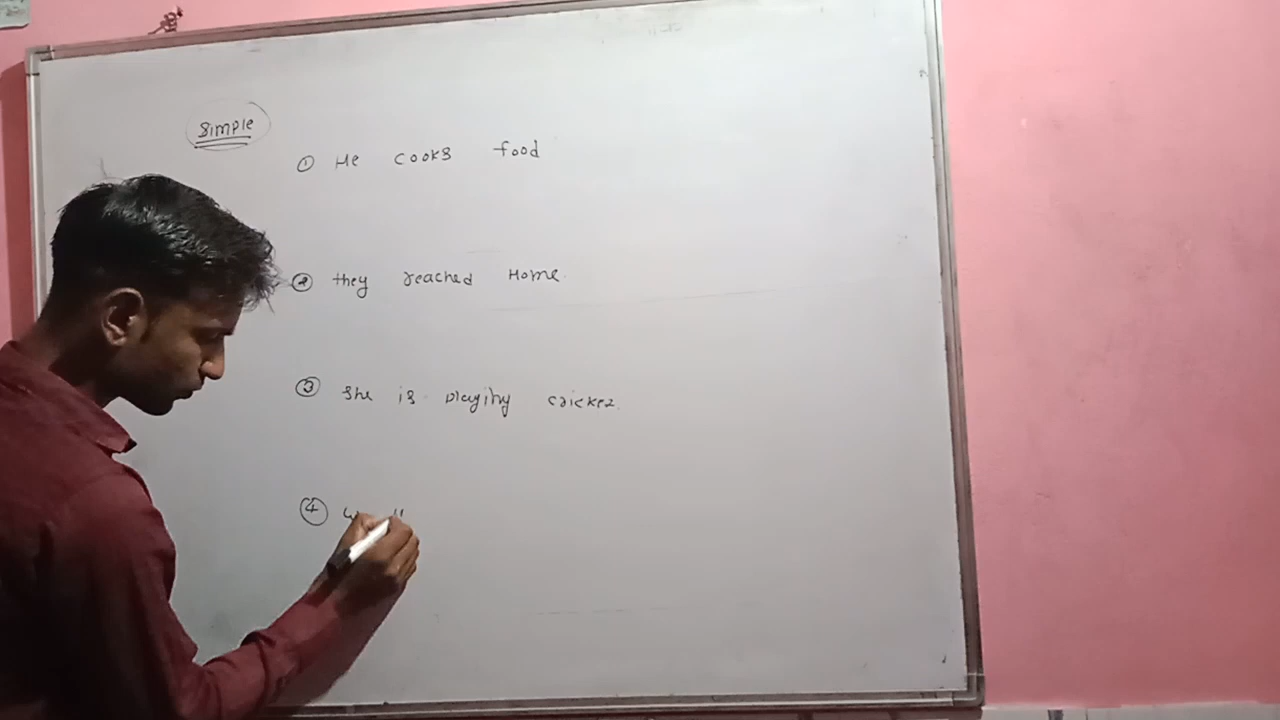 Simple
① He cooks food
② they reached Home.
③ She is playing cricket.
④